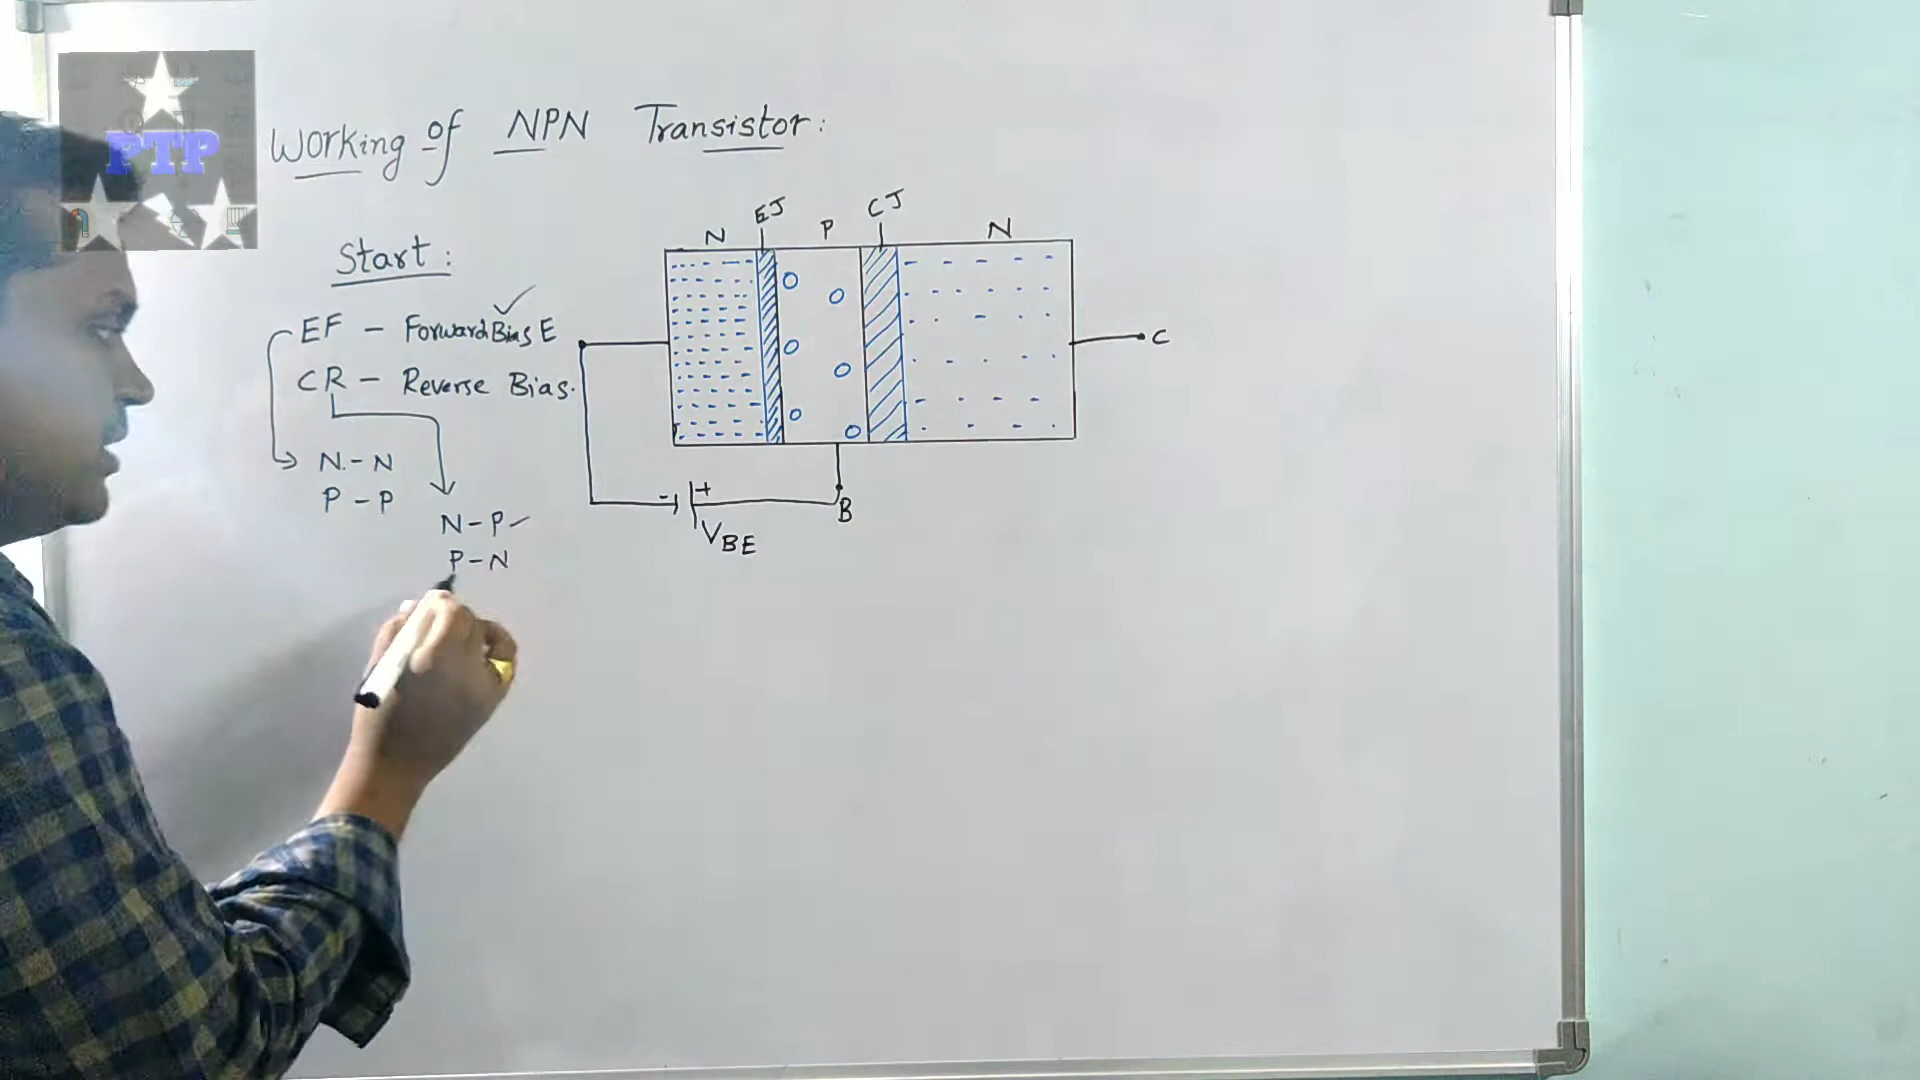 PTP
Working of NPN Transistor:
Start:
EF - Forward Bias
CR - Reverse Bias.
N - N
P - P
N - P
P - N
N EJ P CJ N
E
C
- +
B
VBE